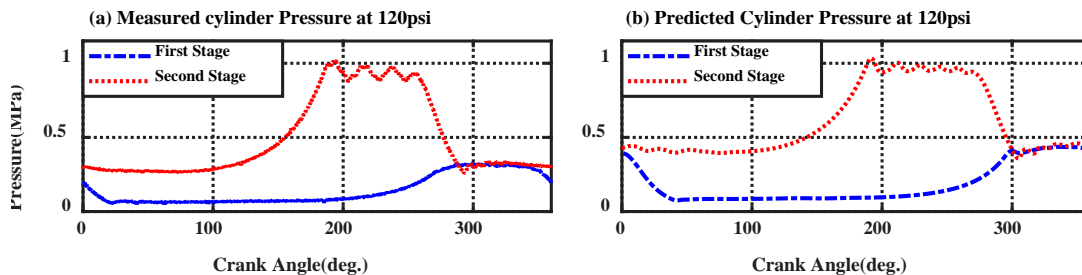 (a) Measured cylinder Pressure at 120psi
(b) Predicted Cylinder Pressure at 120psi
1
First Stage
Second Stage
0.5
0
0
100
200
300
Pressure(MPa)
Crank Angle(deg.)
1
First Stage
Second Stage
0.5
0
0
100
200
300
Crank Angle(deg.)